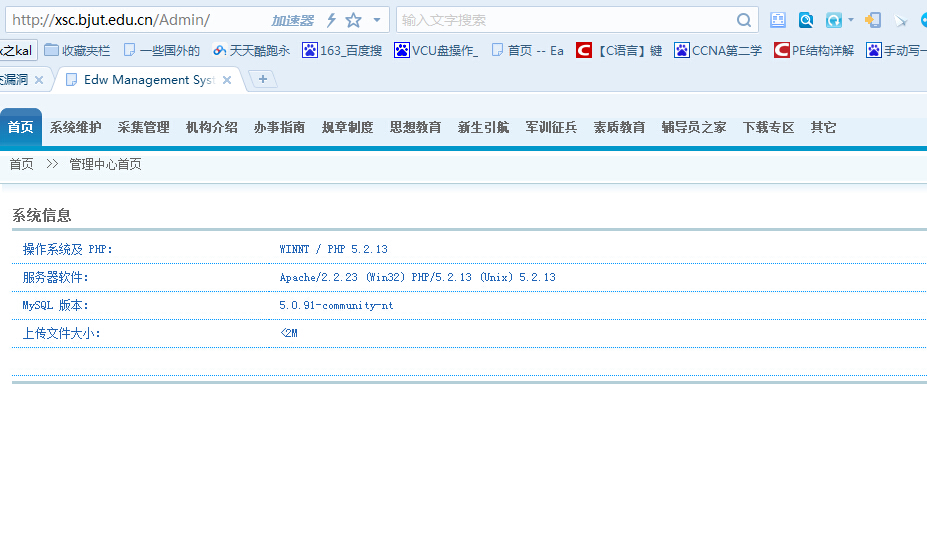 http://xsc.bjut.edu.cn/Admin/ 加速器 输入文字搜索
收藏夹栏 一些国外的 天天酷跑永 163_百度搜 VCU盘操作_ 首页 -- Ea 【C语言】键 CCNA第二学 PE结构详解 手动写一
漏洞 Edw Management Syst
首页 系统维护 采集管理 机构介绍 办事指南 规章制度 思想教育 新生引航 军训征兵 素质教育 辅导员之家 下载专区 其它
首页 >> 管理中心首页
系统信息
操作系统及 PHP: WINNT / PHP 5.2.13
服务器软件: Apache/2.2.23 (Win32) PHP/5.2.13 (Unix) 5.2.13
MySQL 版本: 5.0.91-community-nt
上传文件大小: <2M